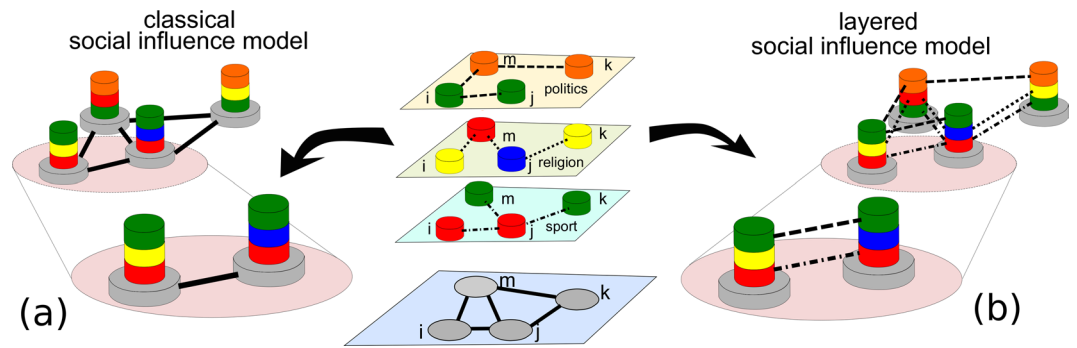 classical
social influence model
layered
social influence model
m
k
i
j
politics
m
k
i
j
religion
m
k
i
j
sport
m
k
i
j
(a)
(b)